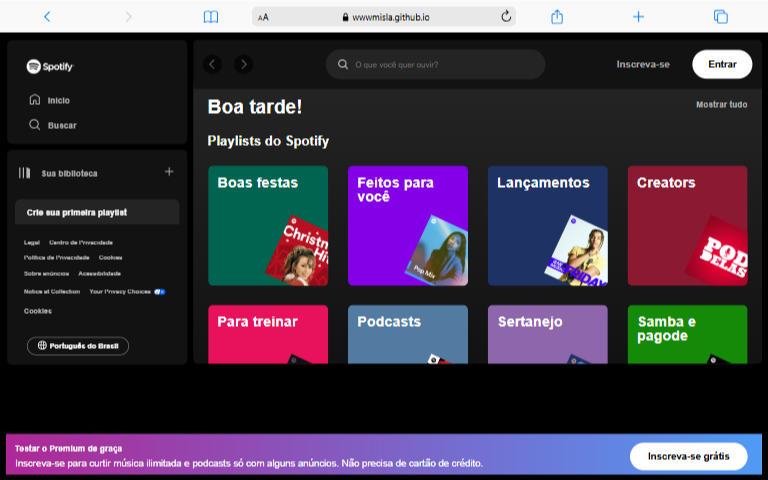 AA wwwmisla.github.io
Spotify
Início
Buscar
Sua biblioteca
Crie sua primeira playlist
Legal Centro de Privacidade
Política de Privacidade Cookies
Sobre anúncios Acessibilidade
Notice at Collection Your Privacy Choices
Cookies
Português do Brasil
O que você quer ouvir?
Inscreva-se
Entrar
Boa tarde!
Mostrar tudo
Playlists do Spotify
Boas festas
Christm
Hi
Feitos para
você
Pop Mix
Lançamentos
FRIDAY
Creators
POD
DELAS
Para treinar
Podcasts
Sertanejo
Samba e
pagode
Testar o Premium de graça
Inscreva-se para curtir música ilimitada e podcasts só com alguns anúncios. Não precisa de cartão de crédito.
Inscreva-se grátis